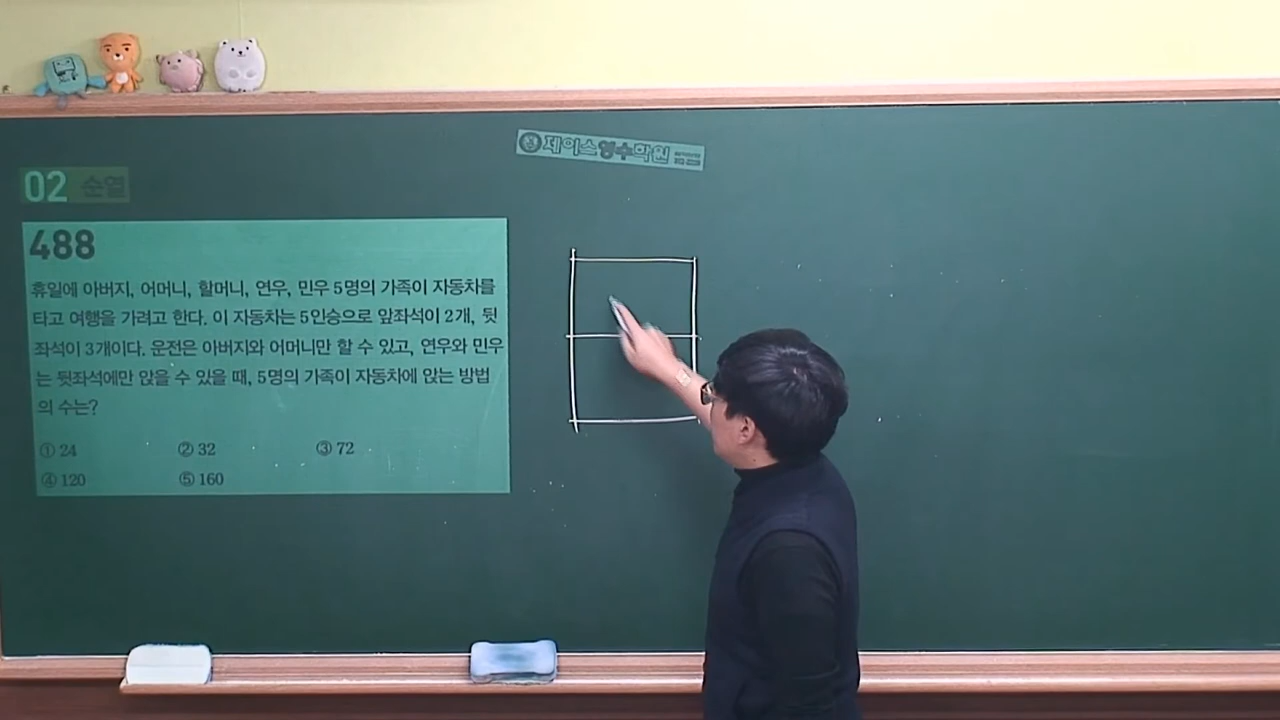 제이스영수학원
02 순열
488
휴일에 아버지, 어머니, 할머니, 연우, 민우 5명의 가족이 자동차를
타고 여행을 가려고 한다. 이 자동차는 5인승으로 앞좌석이 2개, 뒷
좌석이 3개이다. 운전은 아버지와 어머니만 할 수 있고, 연우와 민우
는 뒷좌석에만 앉을 수 있을 때, 5명의 가족이 자동차에 앉는 방법
의 수는?
① 24 ② 32 ③ 72
④ 120 ⑤ 160